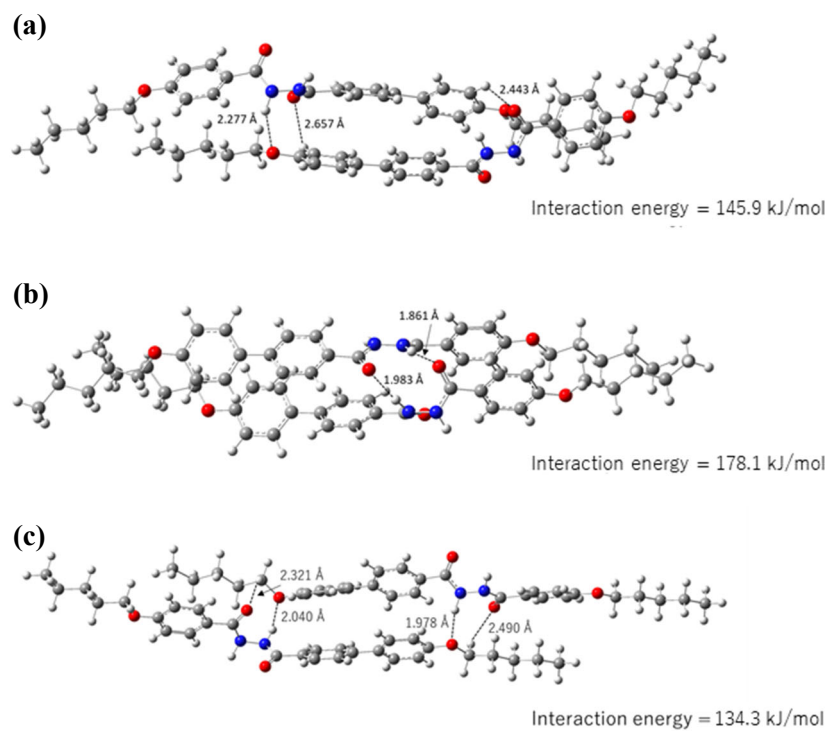 (a)
2.443 Å
2.277 Å
2.657 Å
Interaction energy = 145.9 kJ/mol
(b)
1.861 Å
1.983 Å
Interaction energy = 178.1 kJ/mol
(c)
2.321 Å
2.040 Å
1.978 Å
2.490 Å
Interaction energy = 134.3 kJ/mol